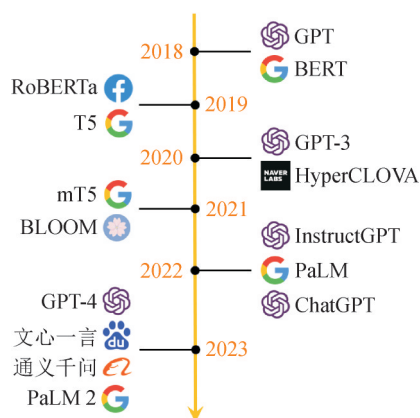 2018
GPT
BERT
RoBERTa
T5
2019
2020
GPT-3
NAVER
LABS
HyperCLOVA
mT5
BLOOM
2021
InstructGPT
2022
PaLM
ChatGPT
GPT-4
文心一言
du
通义千问
2023
PaLM 2